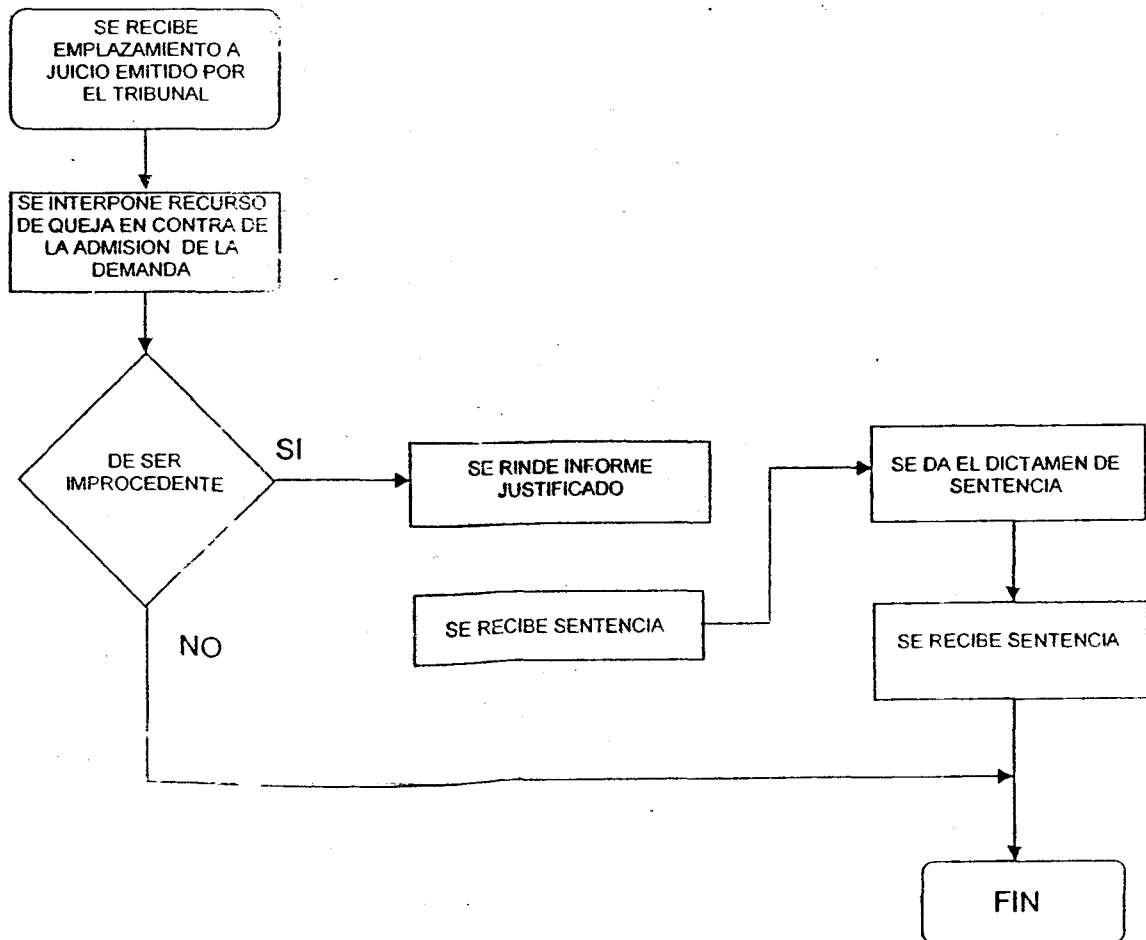 SE RECIBE
EMPLAZAMIENTO A
JUICIO EMITIDO POR
EL TRIBUNAL
SE INTERPONE RECURSO
DE QUEJA EN CONTRA DE
LA ADMISION DE LA
DEMANDA
DE SER
IMPROCEDENTE
SI
NO
SE RINDE INFORME
JUSTIFICADO
SE RECIBE SENTENCIA
SE DA EL DICTAMEN DE
SENTENCIA
SE RECIBE SENTENCIA
FIN